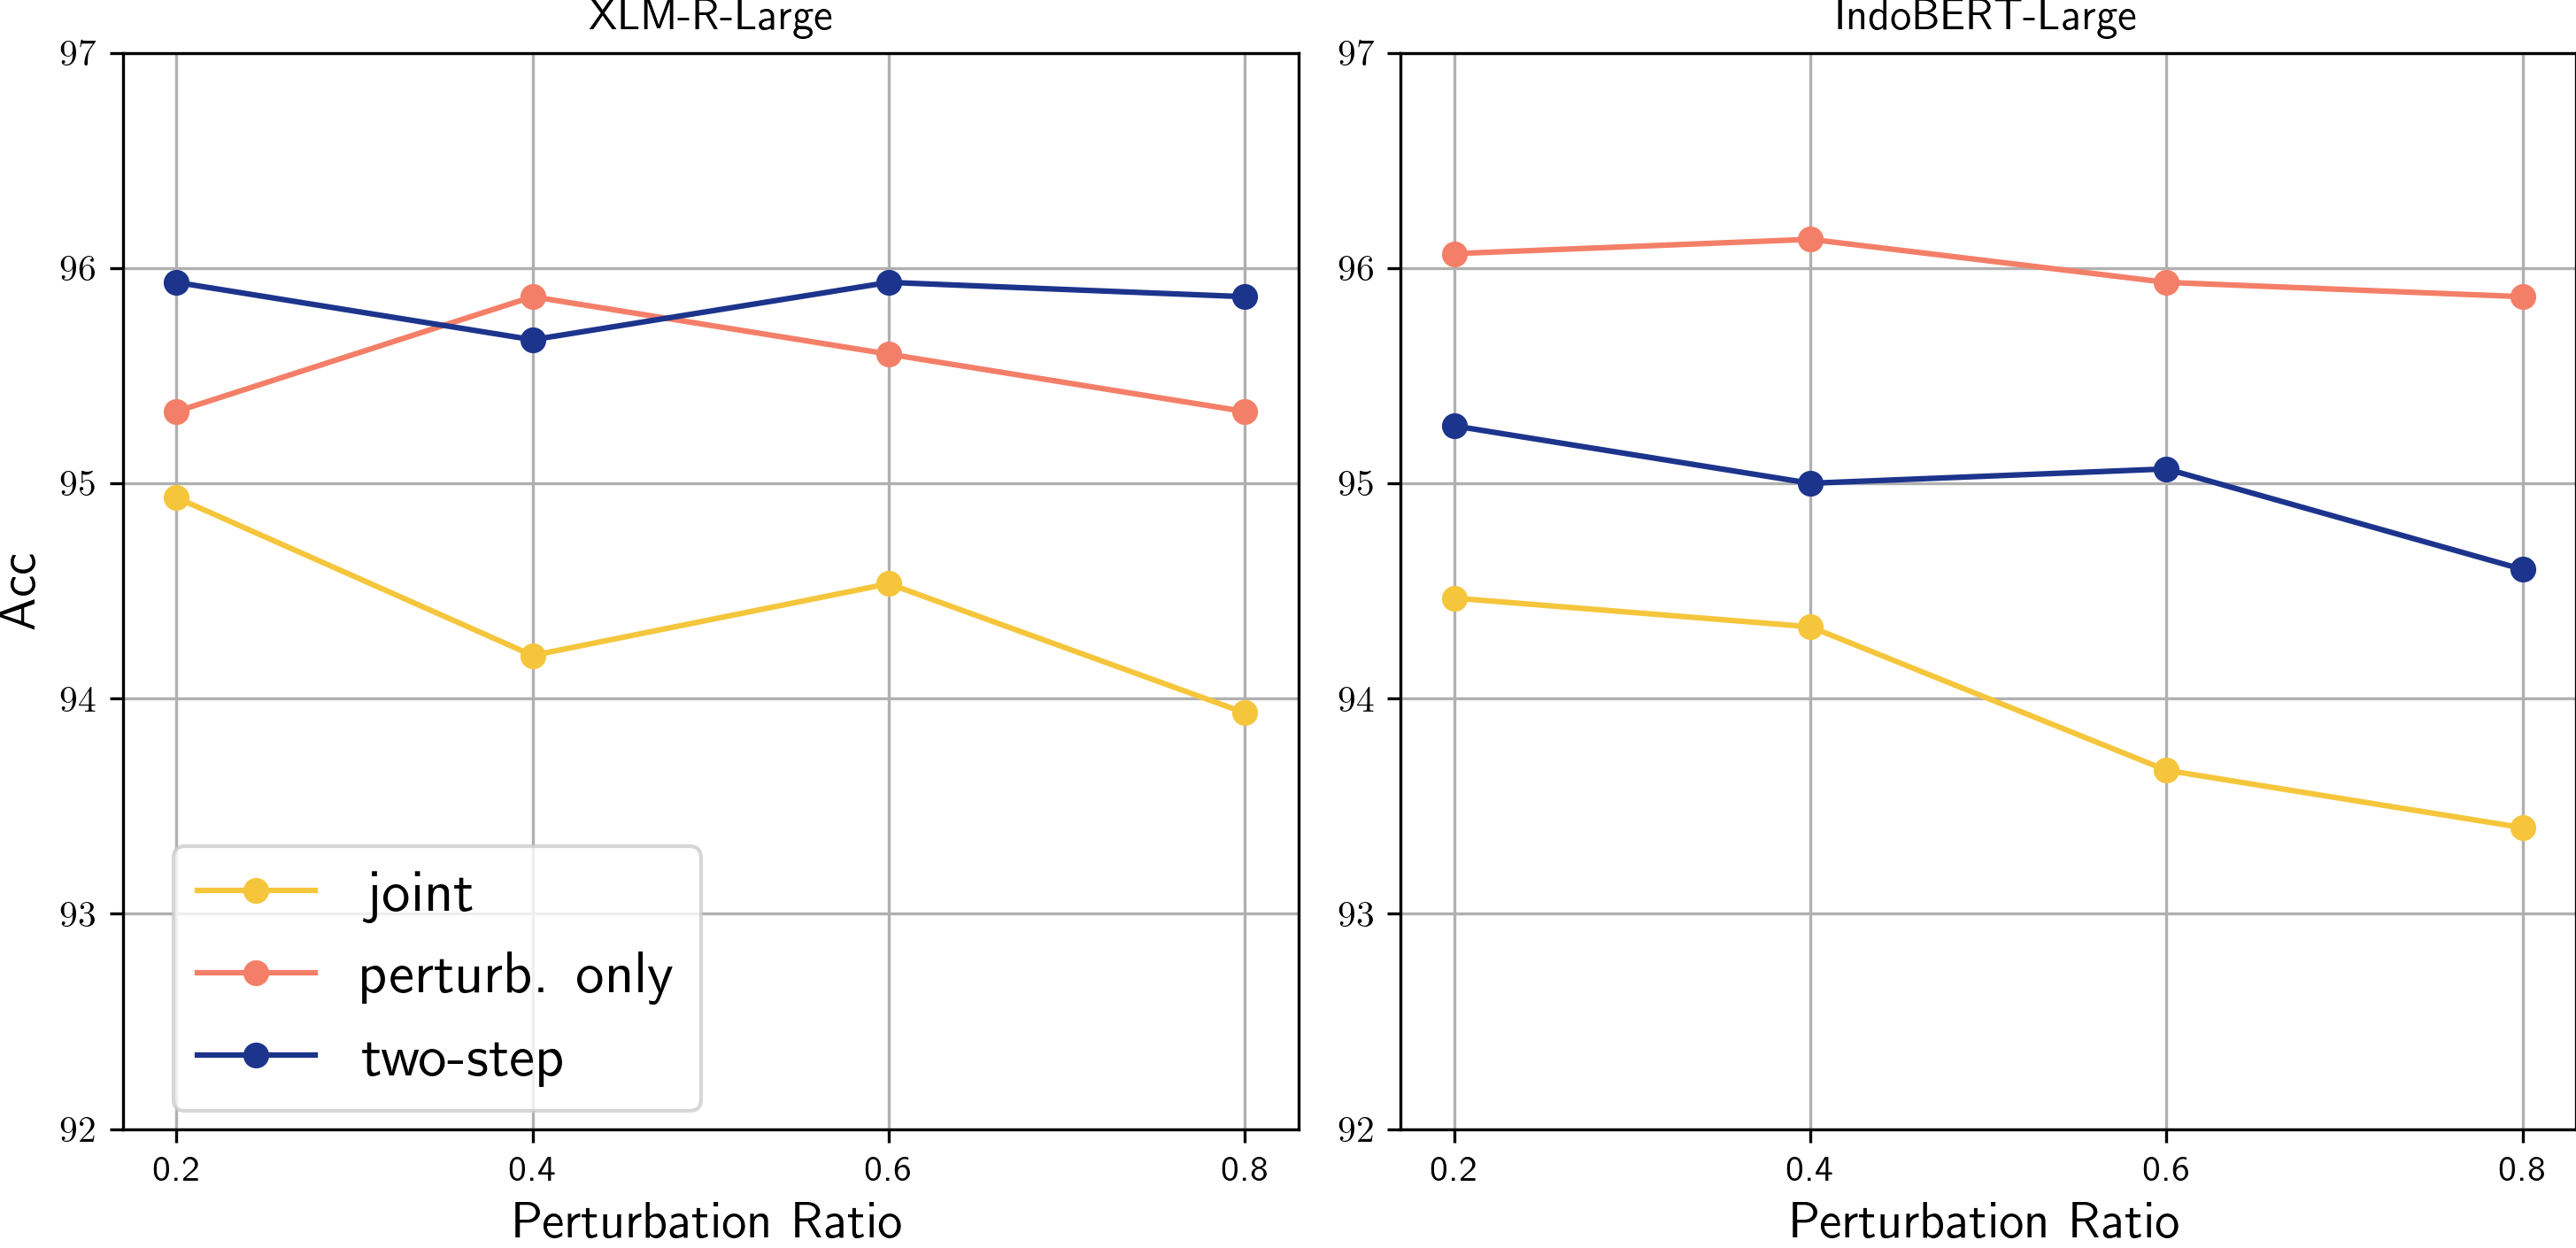 XLM-R-Large
97
96
95
94
93
92
Acc
joint
perturb. only
two-step
0.2 0.4 0.6 0.8
Perturbation Ratio
IndoBERT-Large
97
96
95
94
93
92
0.2 0.4 0.6 0.8
Perturbation Ratio